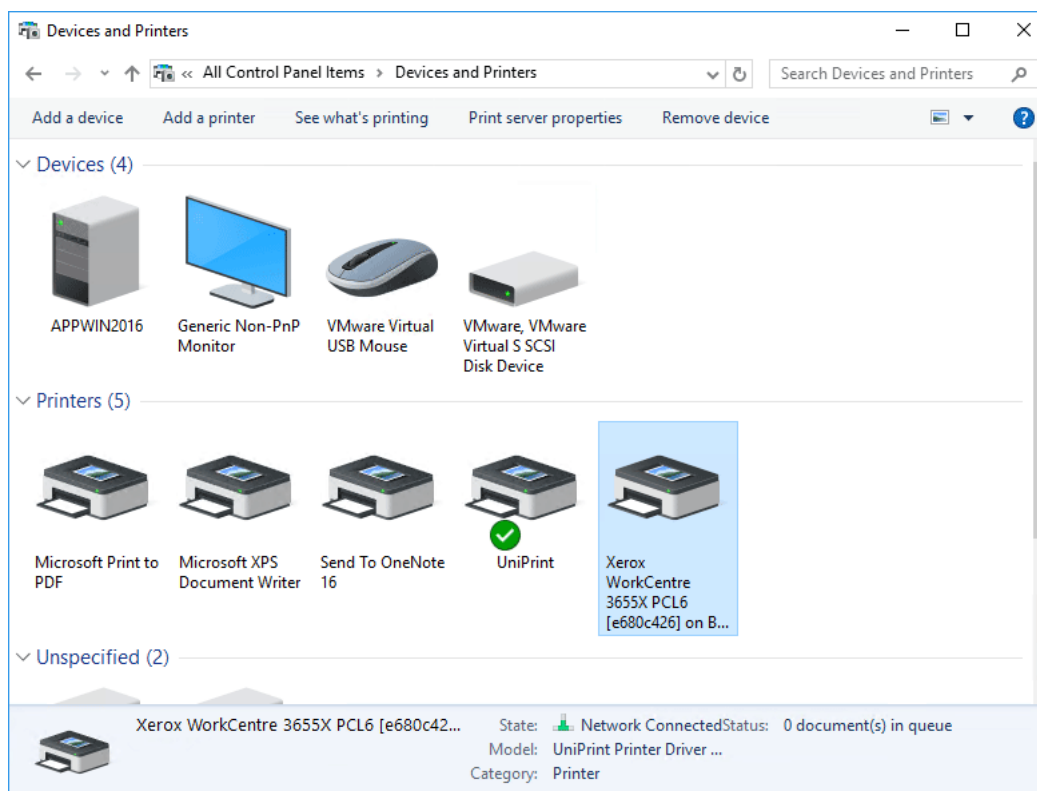 Devices and Printers
« All Control Panel Items > Devices and Printers
Search Devices and Printers
Add a device Add a printer See what's printing Print server properties Remove device
?
Devices (4)
APPWIN2016
Generic Non-PnP
Monitor
VMware Virtual
USB Mouse
VMware, VMware
Virtual S SCSI
Disk Device
Printers (5)
Microsoft Print to
PDF
Microsoft XPS
Document Writer
Send To OneNote
16
UniPrint
Xerox
WorkCentre
3655X PCL6
[e680c426] on B...
Unspecified (2)
Xerox WorkCentre 3655X PCL6 [e680c42... State: Network Connected Status: 0 document(s) in queue
Model: UniPrint Printer Driver ...
Category: Printer